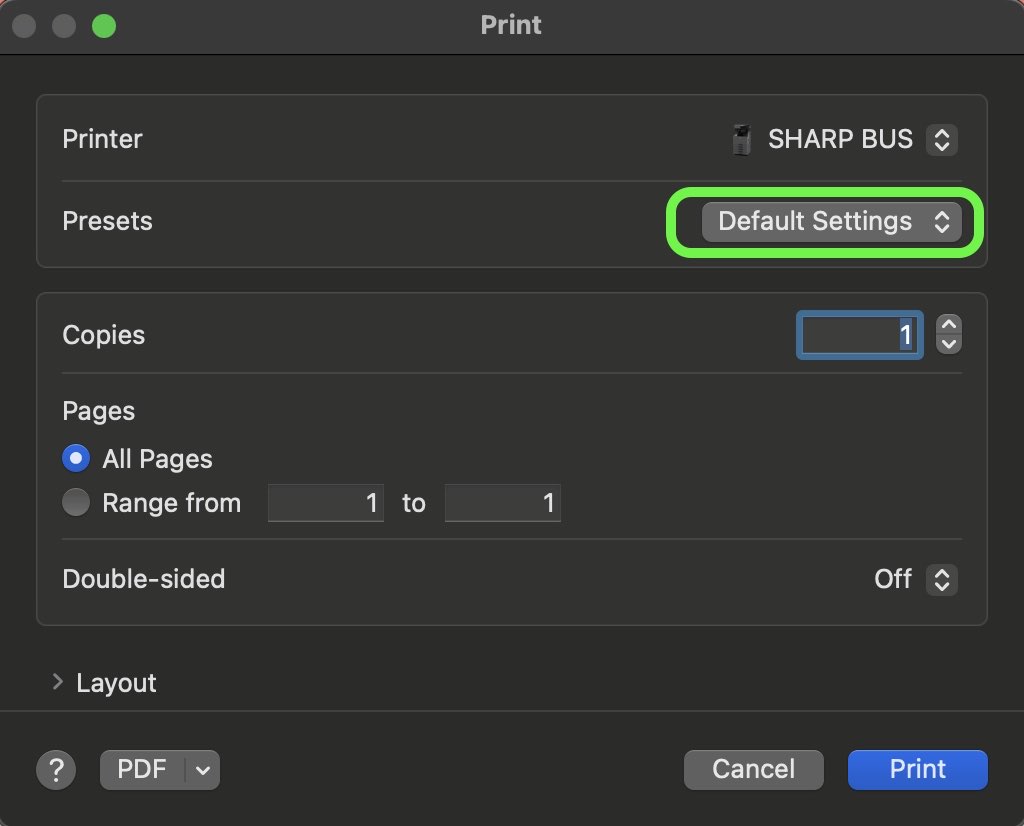 Print
Printer SHARP BUS
Presets Default Settings
Copies 1
Pages
All Pages
Range from 1 to 1
Double-sided Off
Layout
? PDF Cancel Print